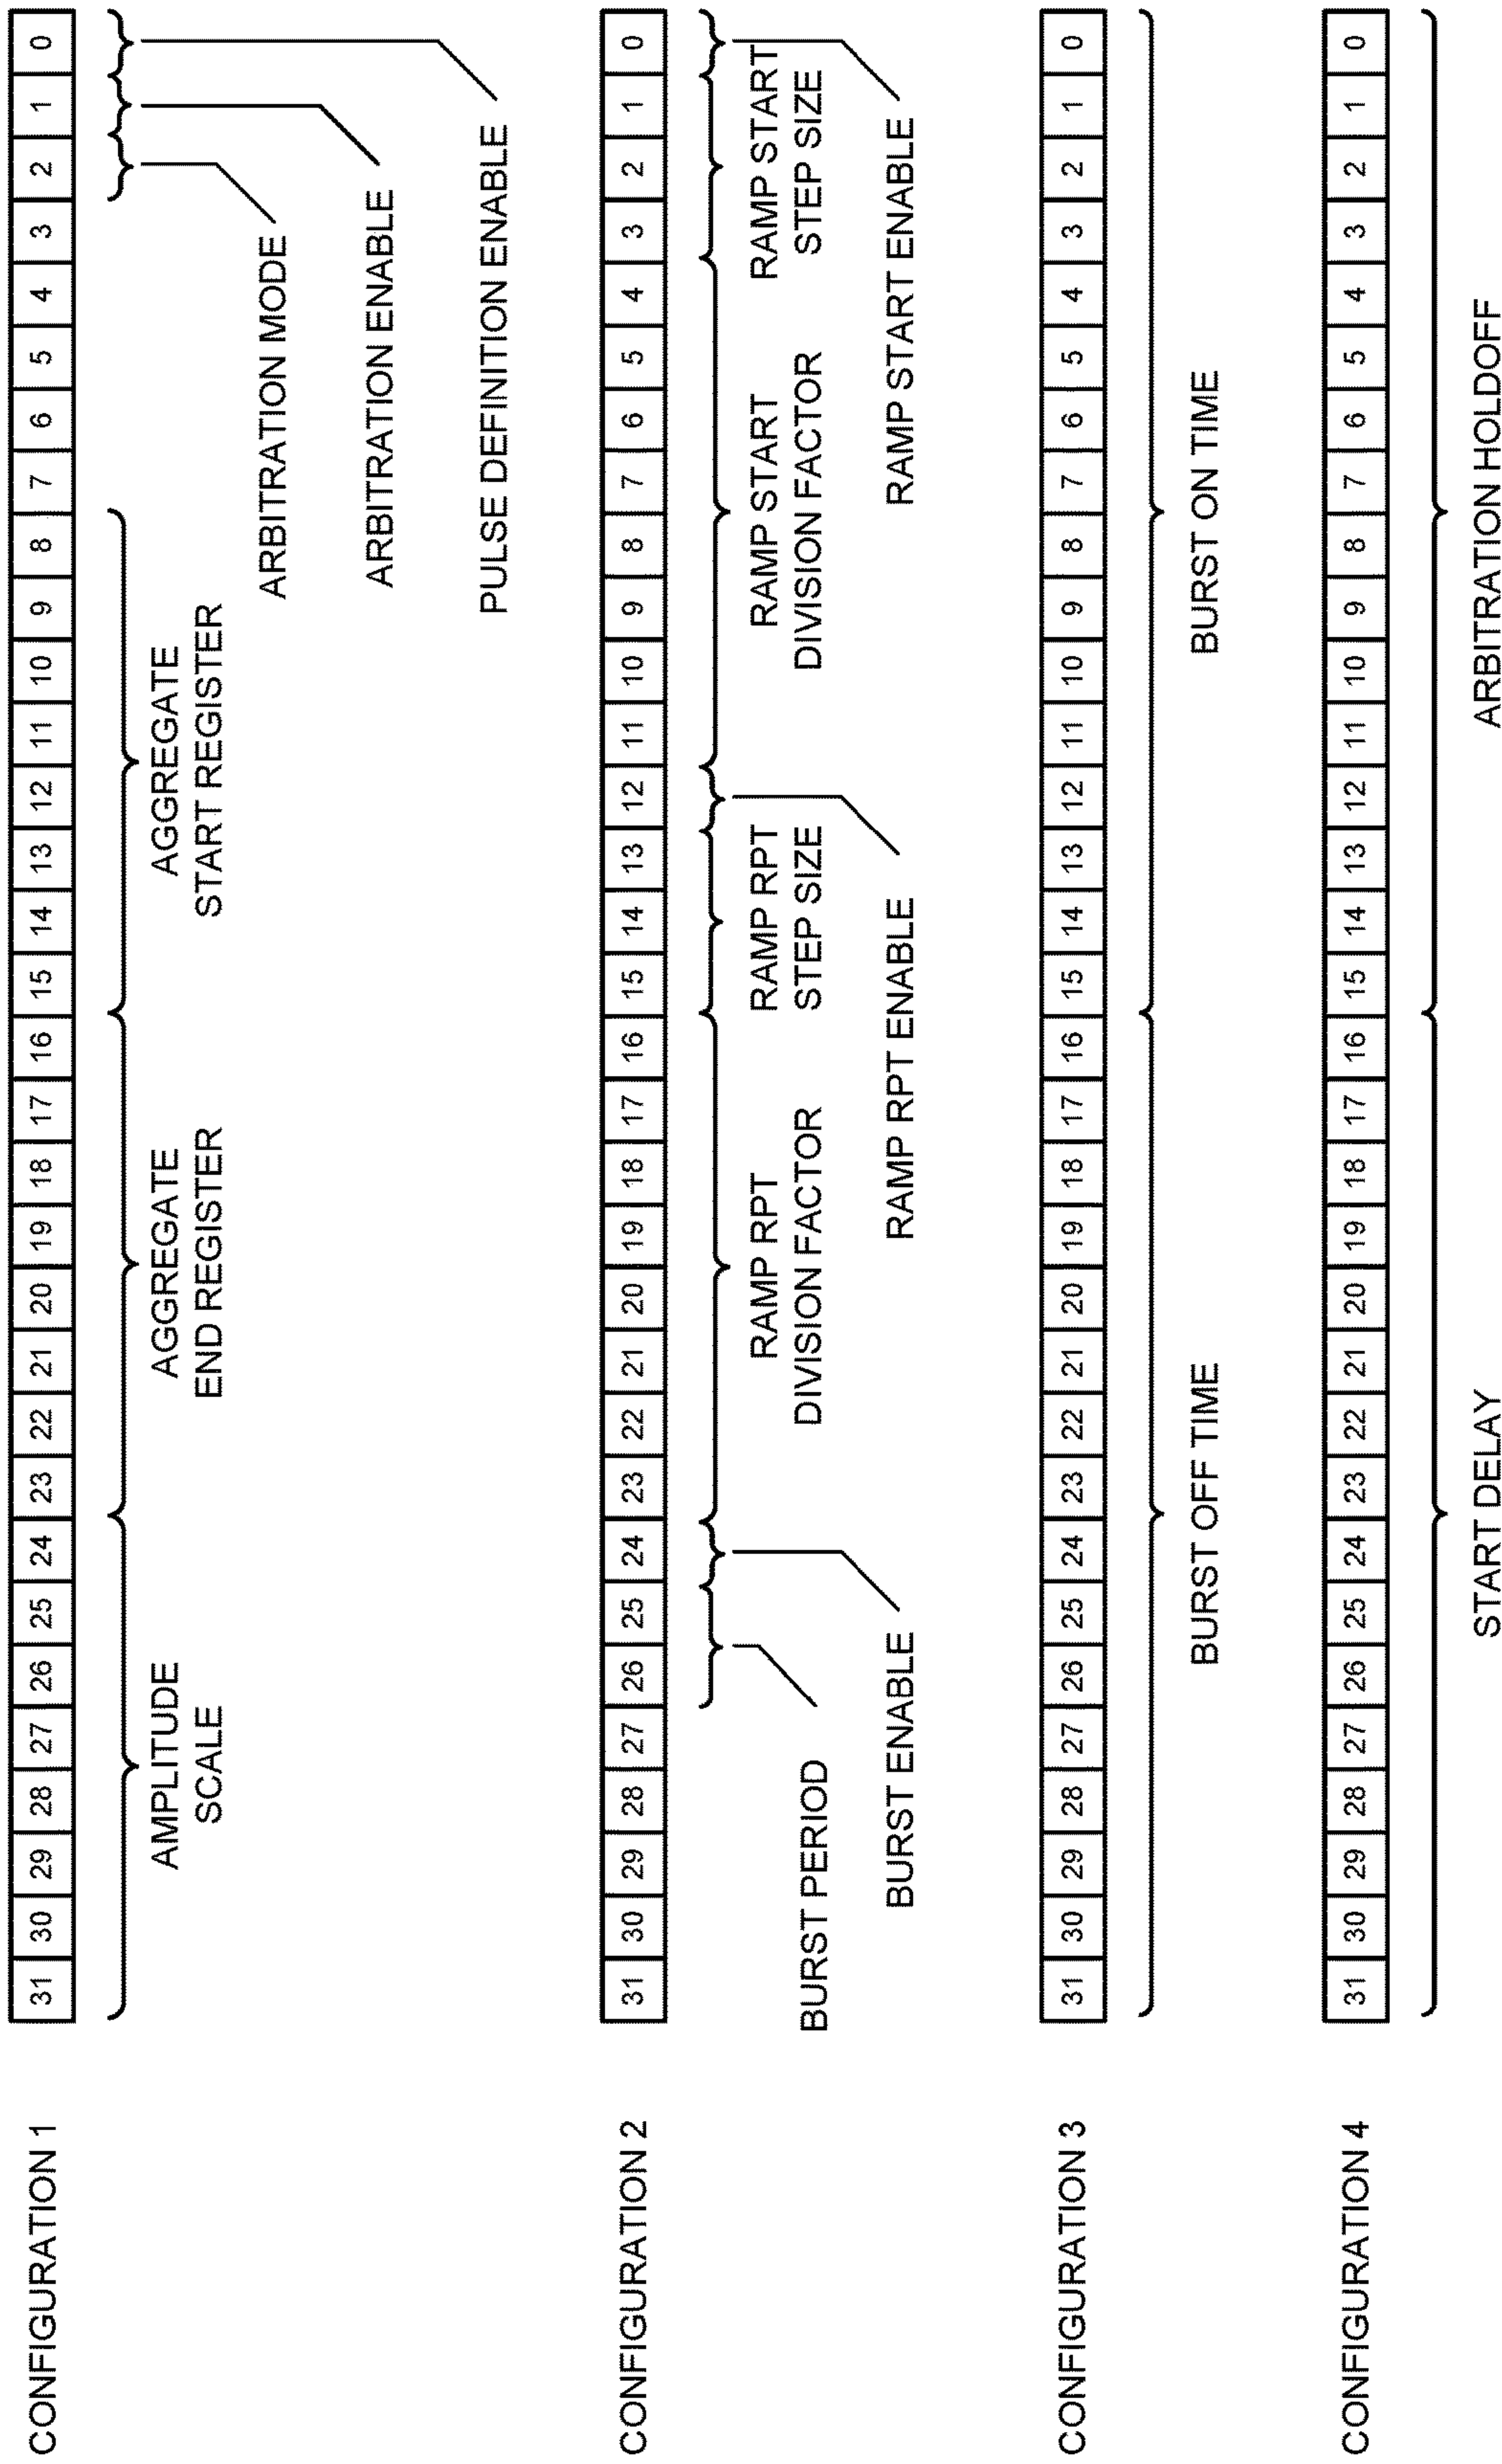 CONFIGURATION 1
31 30 29 28 27 26 25 24 23 22 21 20 19 18 17 16 15 14 13 12 11 10 9 8 7 6 5 4 3 2 1 0
AMPLITUDE
SCALE
AGGREGATE
END REGISTER
AGGREGATE
START REGISTER
ARBITRATION MODE
ARBITRATION ENABLE
PULSE DEFINITION ENABLE
CONFIGURATION 2
31 30 29 28 27 26 25 24 23 22 21 20 19 18 17 16 15 14 13 12 11 10 9 8 7 6 5 4 3 2 1 0
BURST PERIOD
BURST ENABLE
RAMP RPT
DIVISION FACTOR
RAMP RPT
STEP SIZE
RAMP RPT ENABLE
RAMP START
DIVISION FACTOR
RAMP START
STEP SIZE
RAMP START ENABLE
CONFIGURATION 3
31 30 29 28 27 26 25 24 23 22 21 20 19 18 17 16 15 14 13 12 11 10 9 8 7 6 5 4 3 2 1 0
BURST OFF TIME
BURST ON TIME
CONFIGURATION 4
31 30 29 28 27 26 25 24 23 22 21 20 19 18 17 16 15 14 13 12 11 10 9 8 7 6 5 4 3 2 1 0
START DELAY
ARBITRATION HOLDOFF